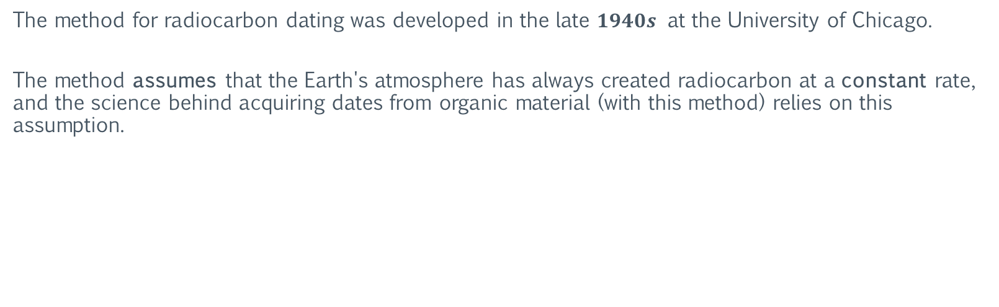 The method for radiocarbon dating was developed in the late 1940s at the University of Chicago.
The method assumes that the Earth's atmosphere has always created radiocarbon at a constant rate,
and the science behind acquiring dates from organic material (with this method) relies on this
assumption.